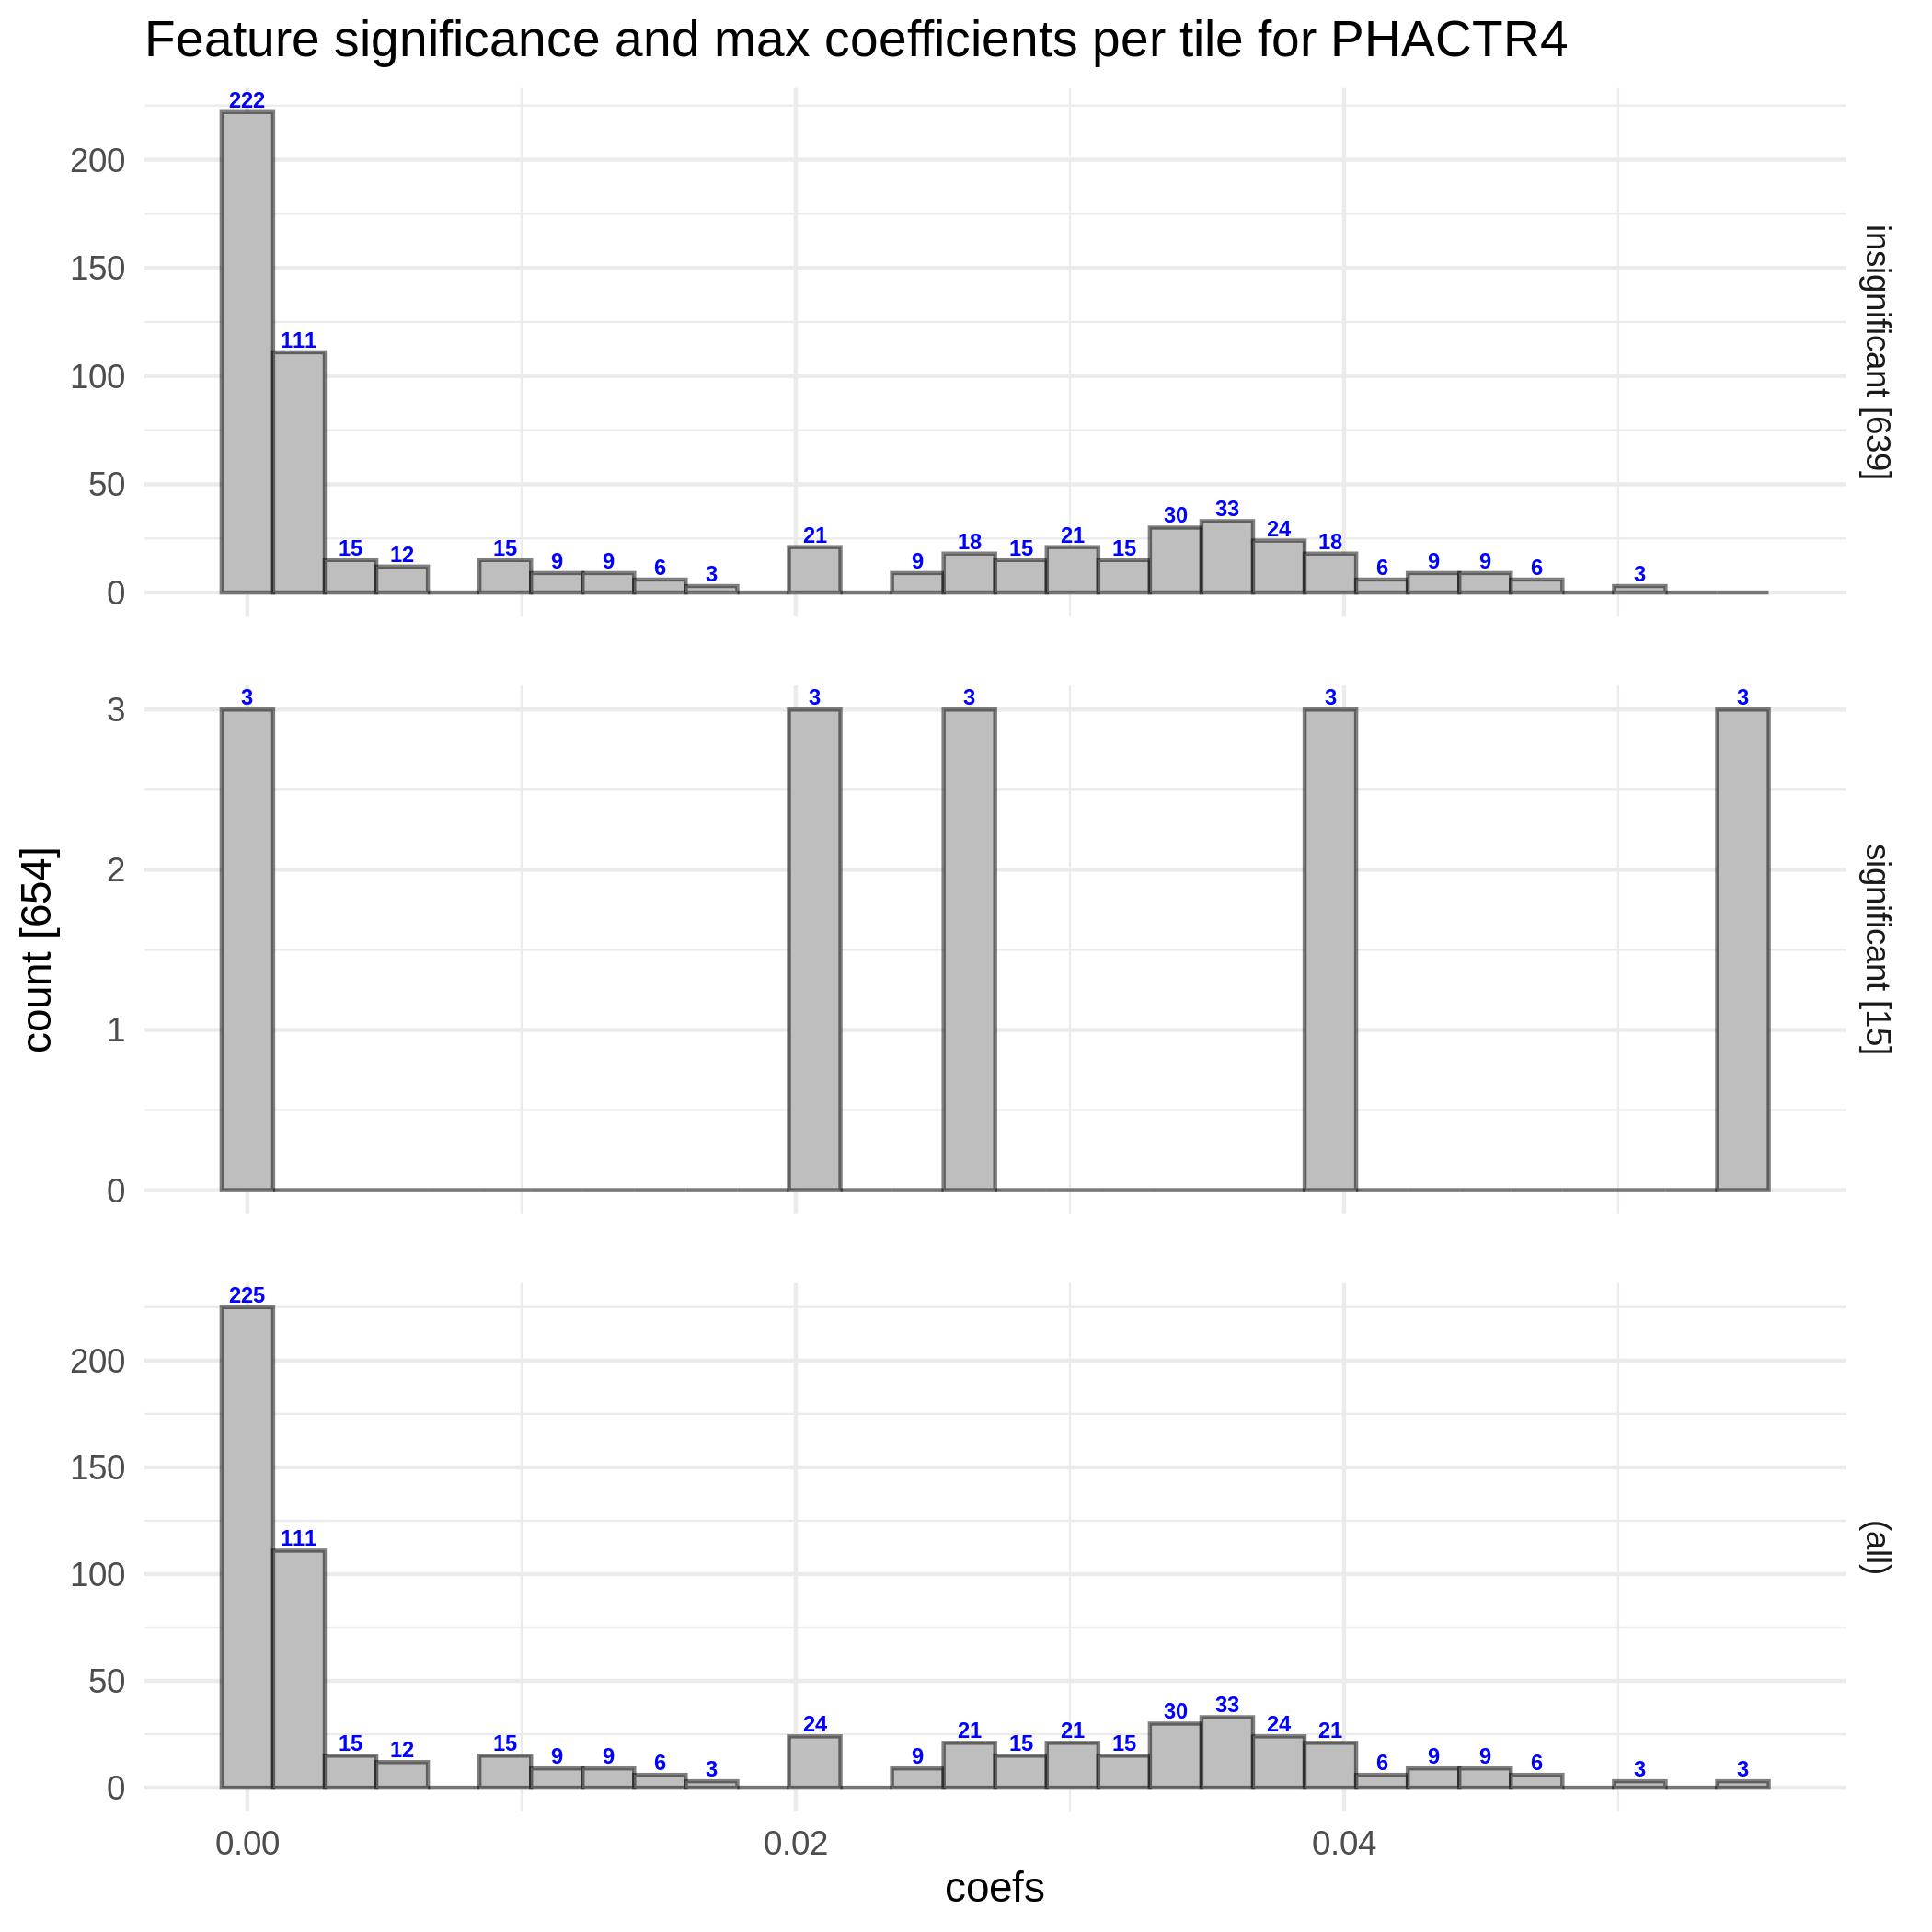 Feature significance and max coefficients per tile for PHACTR4
222
200
150
111
100
50
15 12 15 9 9 6 3 21 9 18 15 21 15 30 33 24 18 6 9 9 6 3
0
insignificant [639]
3 3 3 3 3
3
2
1
0
significant [15]
count [654]
225
200
150
111
100
50
15 12 15 9 9 6 3 24 9 21 15 21 15 30 33 24 21 6 9 9 6 3 3
0
(all)
0.00 0.02 0.04
coefs